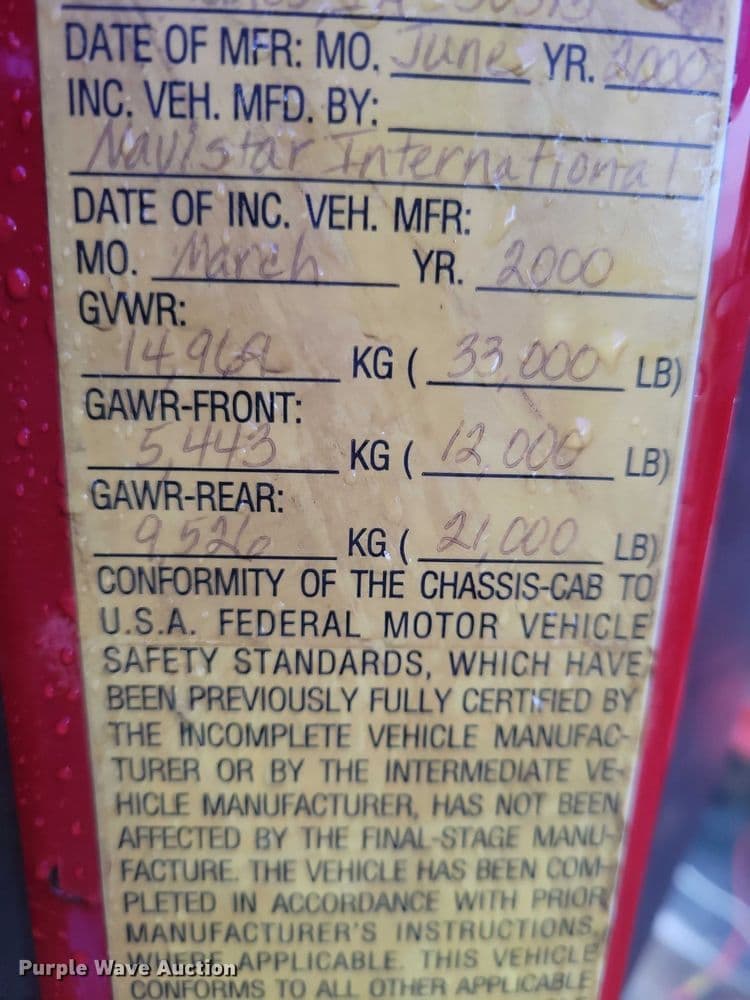 DATE OF MFR: MO. June YR. 2000
INC. VEH. MFD. BY:
Navistar International
DATE OF INC. VEH. MFR:
MO. March YR. 2000
GVWR:
14,969 KG ( 33,000 LB)
GAWR-FRONT:
5,443 KG ( 12,000 LB)
GAWR-REAR:
9,526 KG ( 21,000 LB)
CONFORMITY OF THE CHASSIS-CAB TO
U.S.A. FEDERAL MOTOR VEHICLE
SAFETY STANDARDS, WHICH HAVE
BEEN PREVIOUSLY FULLY CERTIFIED BY
THE INCOMPLETE VEHICLE MANUFAC-
TURER OR BY THE INTERMEDIATE VE-
HICLE MANUFACTURER, HAS NOT BEEN
AFFECTED BY THE FINAL-STAGE MANU-
FACTURE. THE VEHICLE HAS BEEN COM-
PLETED IN ACCORDANCE WITH PRIOR
MANUFACTURER'S INSTRUCTIONS,
WHERE APPLICABLE. THIS VEHICLE
CONFORMS TO ALL OTHER APPLICABLE
Purple Wave Auction